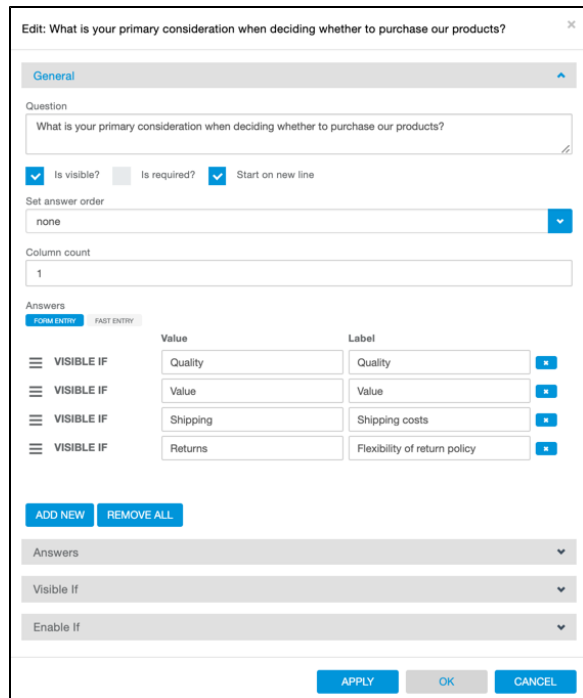 Edit: What is your primary consideration when deciding whether to purchase our products?
General
Question
What is your primary consideration when deciding whether to purchase our products?
Is visible? Is required? Start on new line
Set answer order
none
Column count
1
Answers
FORM ENTRY FAST ENTRY
Value Label
VISIBLE IF Quality Quality
VISIBLE IF Value Value
VISIBLE IF Shipping Shipping costs
VISIBLE IF Returns Flexibility of return policy
ADD NEW REMOVE ALL
Answers
Visible If
Enable If
APPLY OK CANCEL